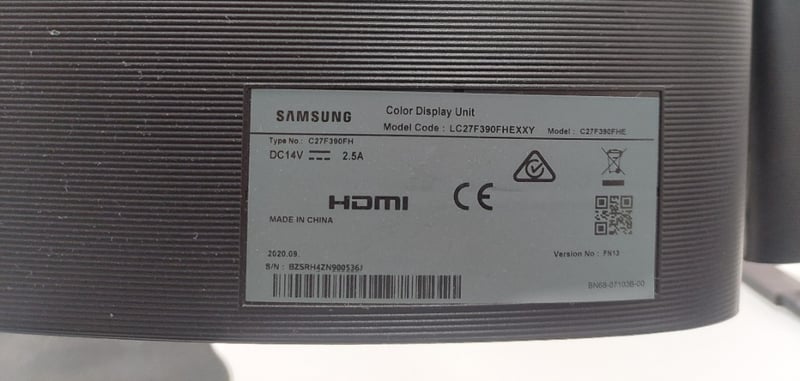 SAMSUNG
Color Display Unit
Model Code : LC27F390FHEXXY Model : C27F390FHE
Type No. : C27F390FH
DC14V 2.5A
HDMI CE
MADE IN CHINA
2020.09.
S/N : BZSRH4ZN900536J
Version No : FN13
BN68-07103B-00